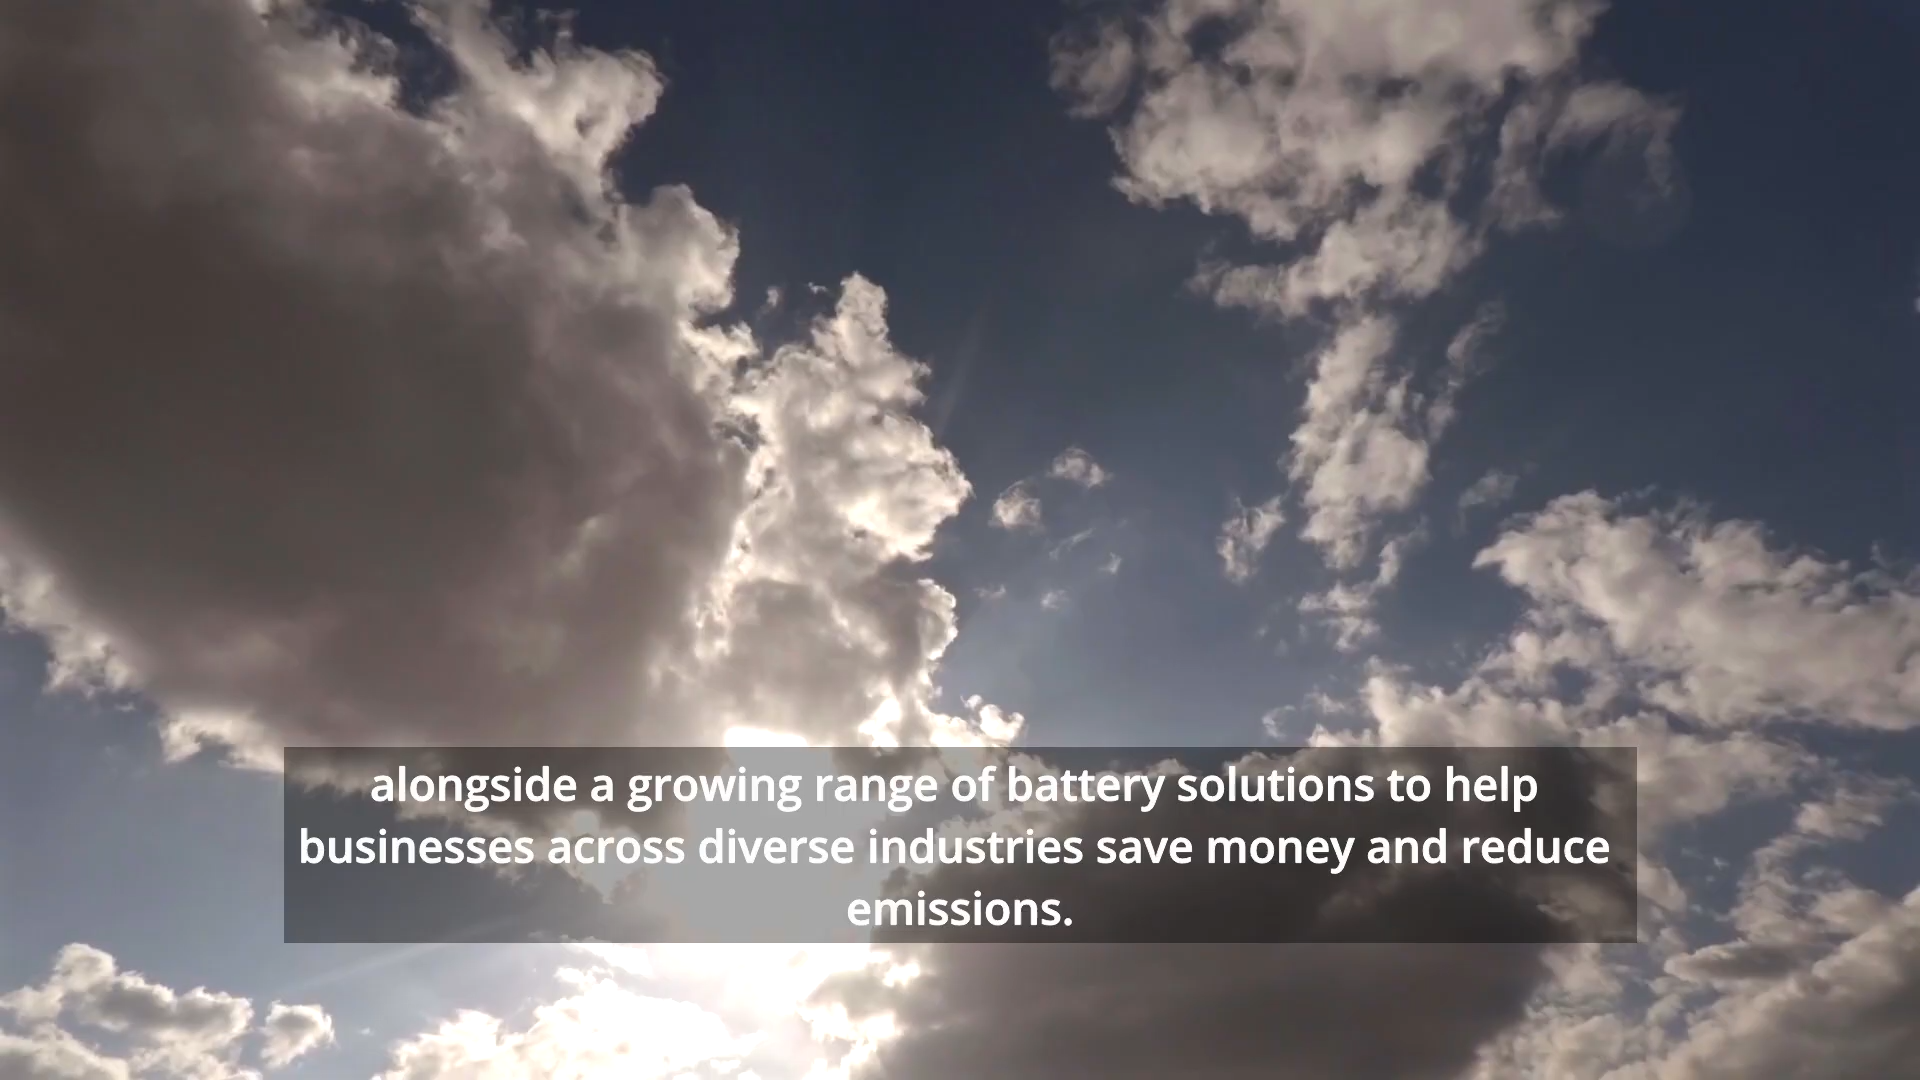 alongside a growing range of battery solutions to help
businesses across diverse industries save money and reduce
emissions.